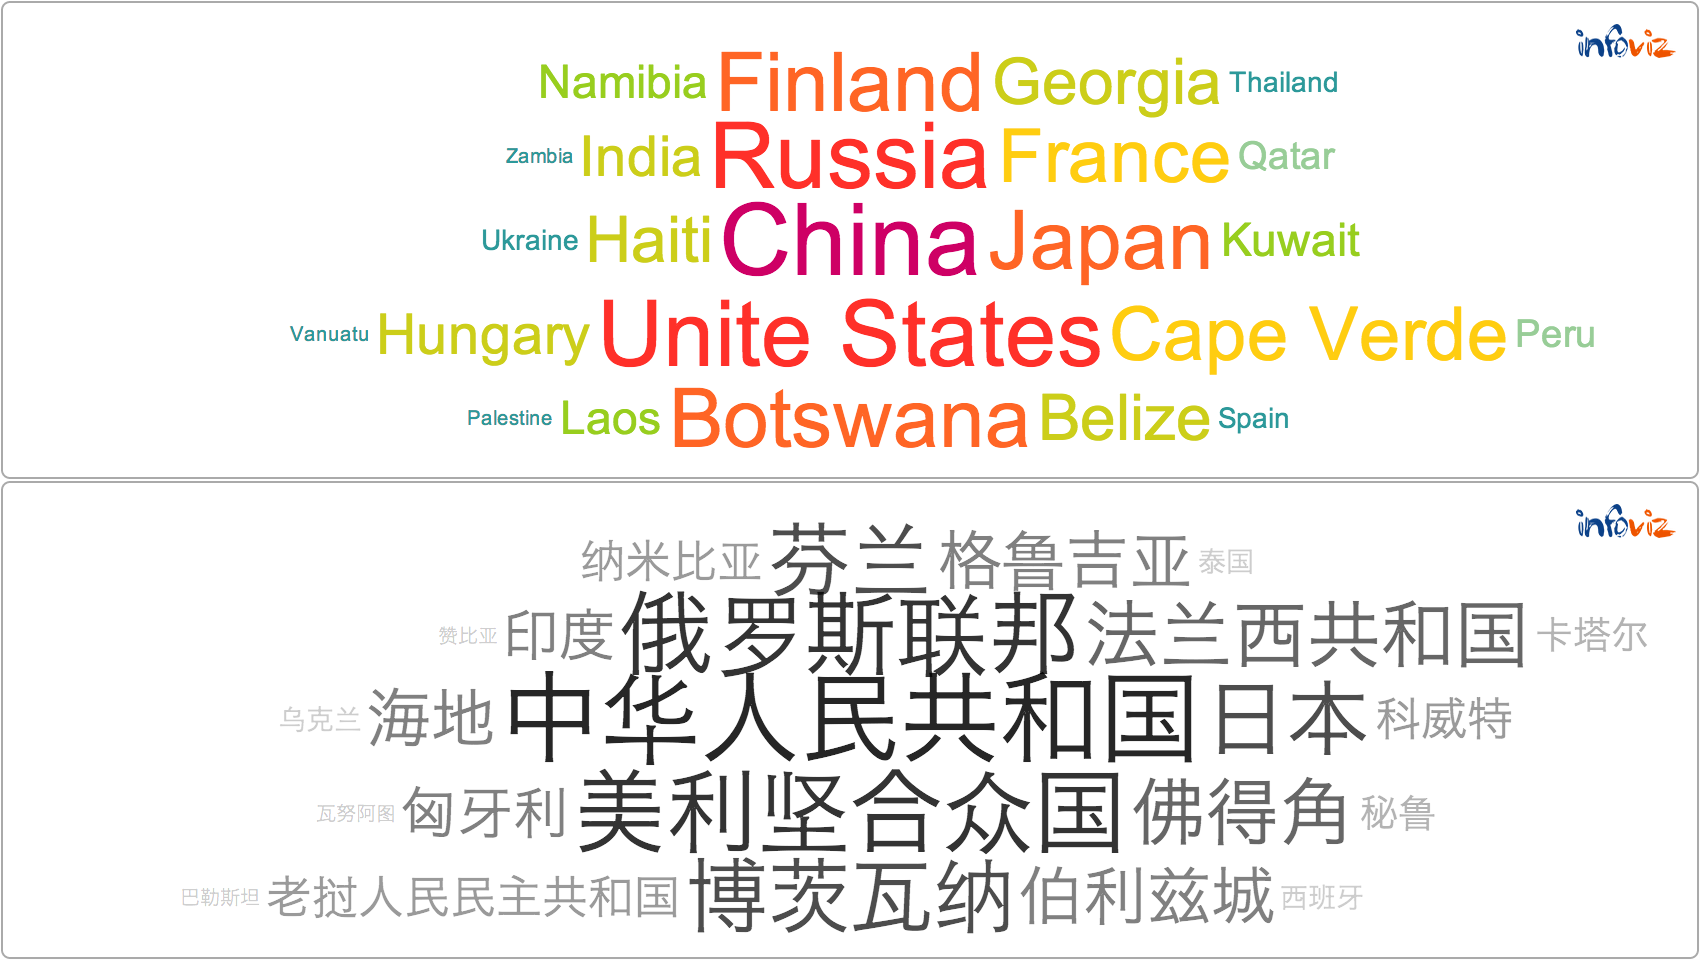 infoviz
Namibia Finland Georgia Thailand
Zambia India Russia France Qatar
Ukraine Haiti China Japan Kuwait
Vanuatu Hungary Unite States Cape Verde Peru
Palestine Laos Botswana Belize Spain
infoviz
纳米比亚 芬兰 格鲁吉亚 泰国
赞比亚 印度 俄罗斯联邦 法兰西共和国 卡塔尔
乌克兰 海地 中华人民共和国 日本 科威特
瓦努阿图 匈牙利 美利坚合众国 佛得角 秘鲁
巴勒斯坦 老挝人民民主共和国 博茨瓦纳 伯利兹城 西班牙